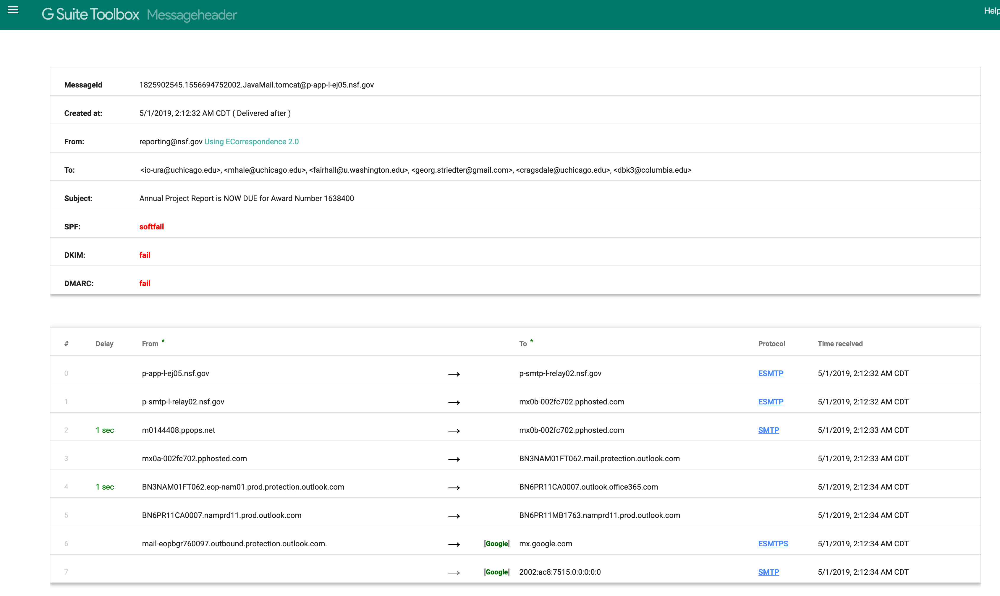 G Suite Toolbox Messageheader Help
MessageId 1825902545.1556694752002.JavaMail.tomcat@p-app-l-ej05.nsf.gov
Created at: 5/1/2019, 2:12:32 AM CDT ( Delivered after )
From: reporting@nsf.gov Using ECorrespondence 2.0
To: <io-ura@uchicago.edu>, <mhale@uchicago.edu>, <fairhall@u.washington.edu>, <georg.striedter@gmail.com>, <cragsdale@uchicago.edu>, <dbk3@columbia.edu>
Subject: Annual Project Report is NOW DUE for Award Number 1638400
SPF: softfail
DKIM: fail
DMARC: fail
# Delay From * To * Protocol Time received
0 p-app-l-ej05.nsf.gov → p-smtp-l-relay02.nsf.gov ESMTP 5/1/2019, 2:12:32 AM CDT
1 p-smtp-l-relay02.nsf.gov → mx0b-002fc702.pphosted.com ESMTP 5/1/2019, 2:12:32 AM CDT
2 1 sec m0144408.ppops.net → mx0b-002fc702.pphosted.com SMTP 5/1/2019, 2:12:33 AM CDT
3 mx0a-002fc702.pphosted.com → BN3NAM01FT062.mail.protection.outlook.com 5/1/2019, 2:12:33 AM CDT
4 1 sec BN3NAM01FT062.eop-nam01.prod.protection.outlook.com → BN6PR11CA0007.outlook.office365.com 5/1/2019, 2:12:34 AM CDT
5 BN6PR11CA0007.namprd11.prod.outlook.com → BN6PR11MB1763.namprd11.prod.outlook.com 5/1/2019, 2:12:34 AM CDT
6 mail-eopbgr760097.outbound.protection.outlook.com. → [Google] mx.google.com ESMTPS 5/1/2019, 2:12:34 AM CDT
7 → [Google] 2002:ac8:7515:0:0:0:0:0 SMTP 5/1/2019, 2:12:34 AM CDT